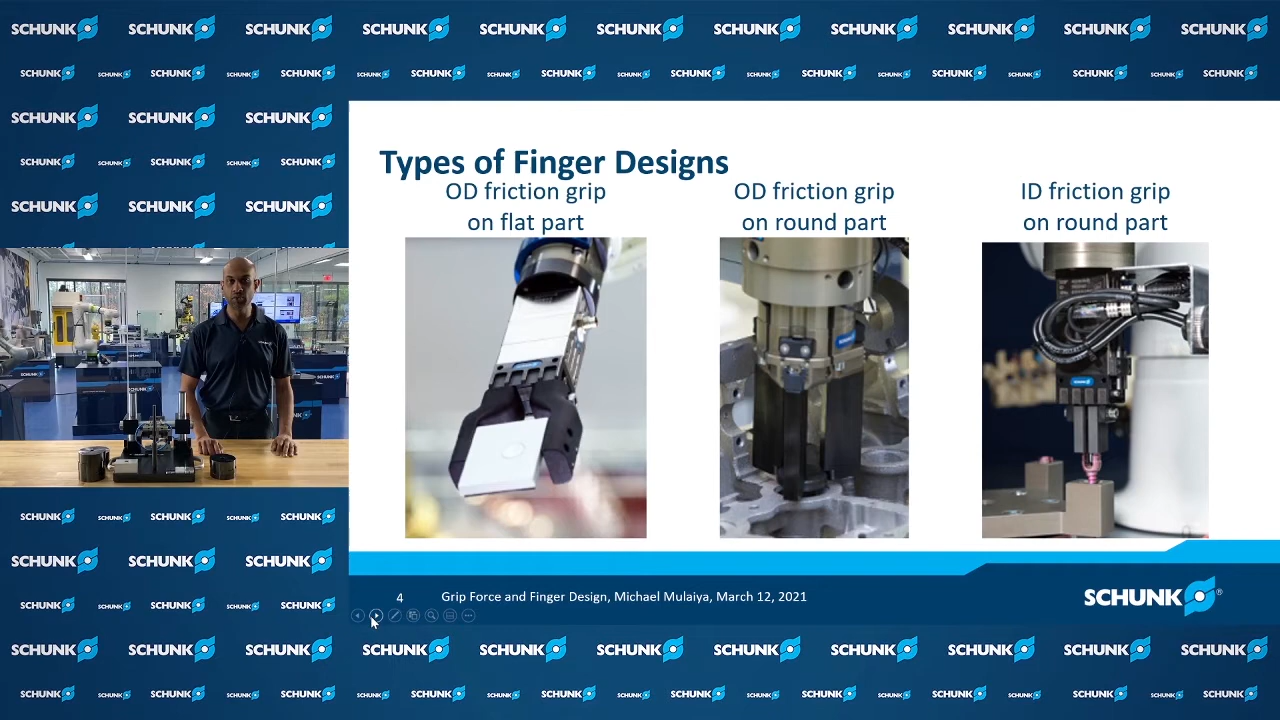 SCHUNK
Types of Finger Designs
OD friction grip
on flat part
OD friction grip
on round part
ID friction grip
on round part
4
Grip Force and Finger Design, Michael Mulaiya, March 12, 2021
SCHUNK®